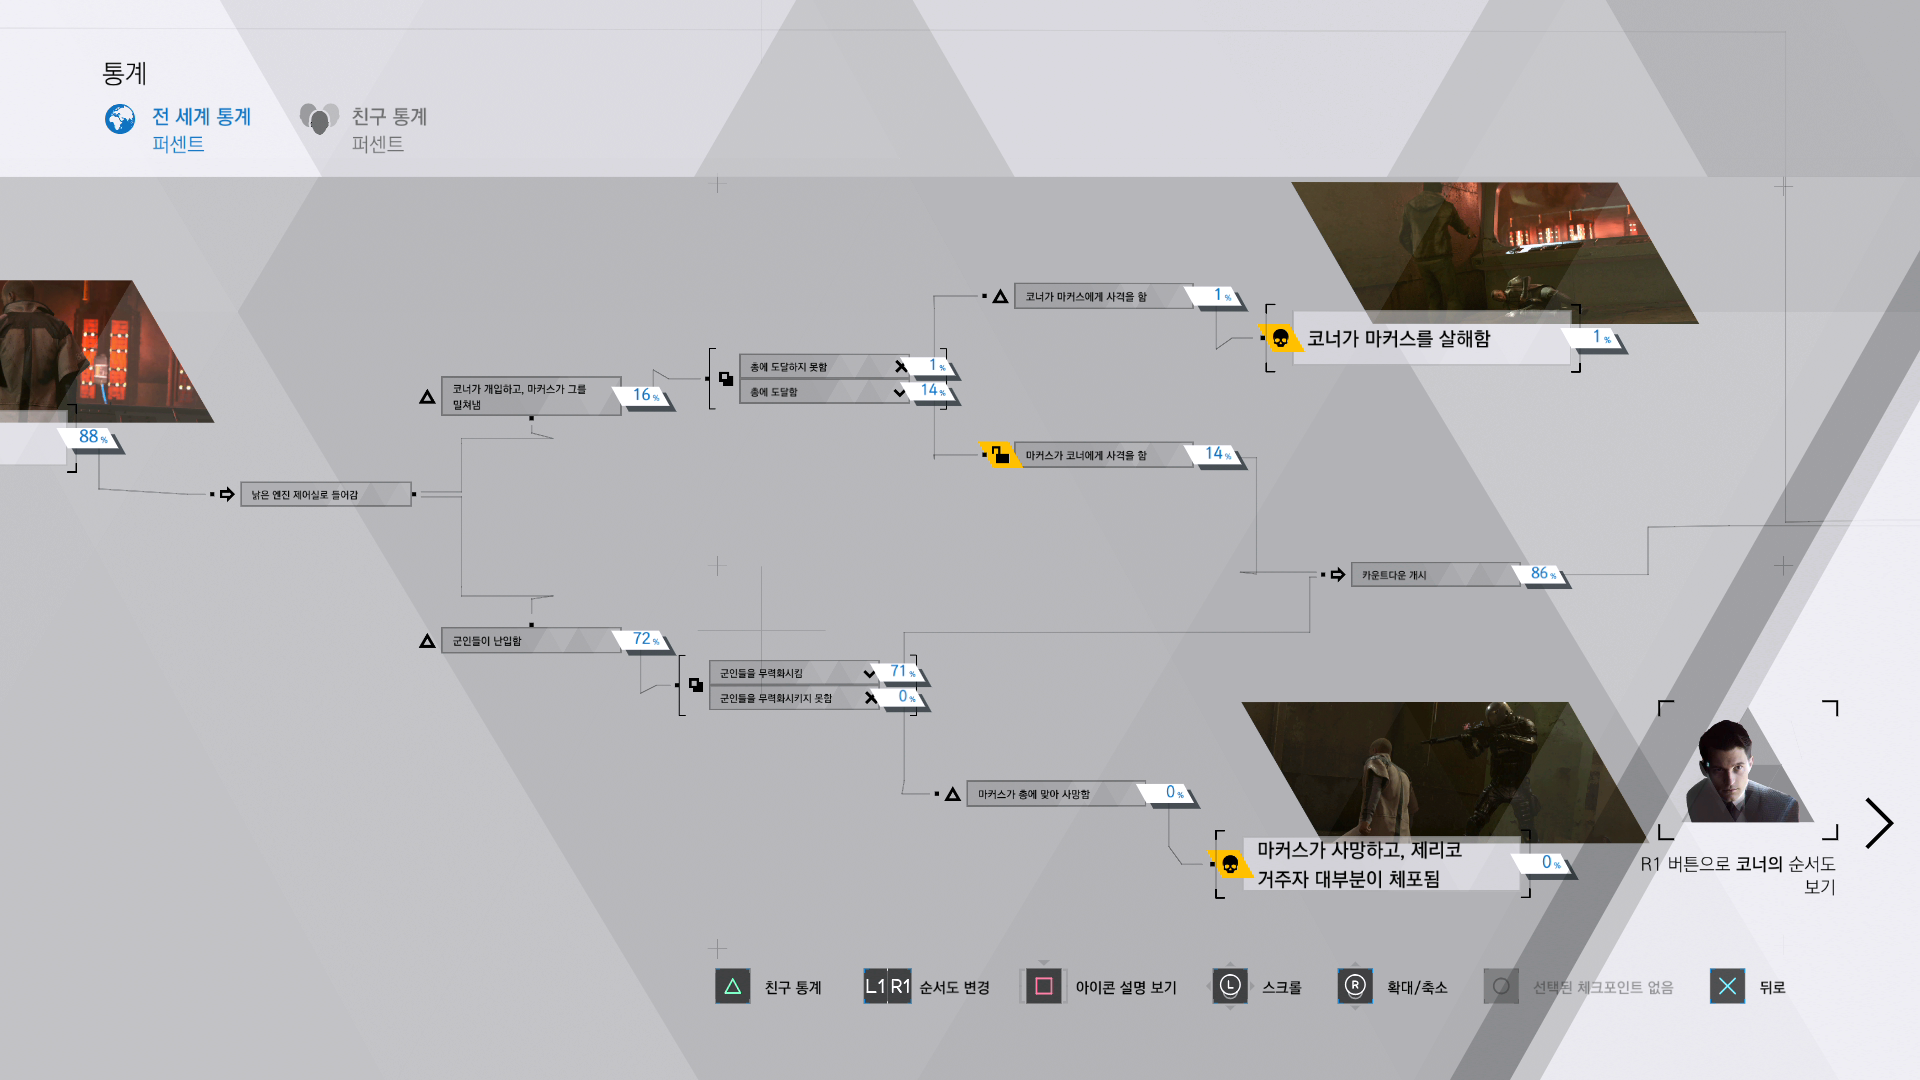 통계
전 세계 통계
퍼센트
친구 통계
퍼센트
88%
낡은 엔진 제어실로 들어감
코너가 개입하고, 마커스가 그를
밀쳐냄
16%
총에 도달하지 못함
1%
총에 도달함
14%
코너가 마커스에게 사격을 함
1%
코너가 마커스를 살해함
1%
마커스가 코너에게 사격을 함
14%
카운트다운 개시
86%
군인들이 난입함
72%
군인들을 무력화시킴
71%
군인들을 무력화시키지 못함
0%
마커스가 총에 맞아 사망함
0%
마커스가 사망하고, 제리코
거주자 대부분이 체포됨
0%
R1 버튼으로 코너의 순서도
보기
친구 통계
L1 R1 순서도 변경
아이콘 설명 보기
L 스크롤
R 확대/축소
선택된 체크포인트 없음
뒤로